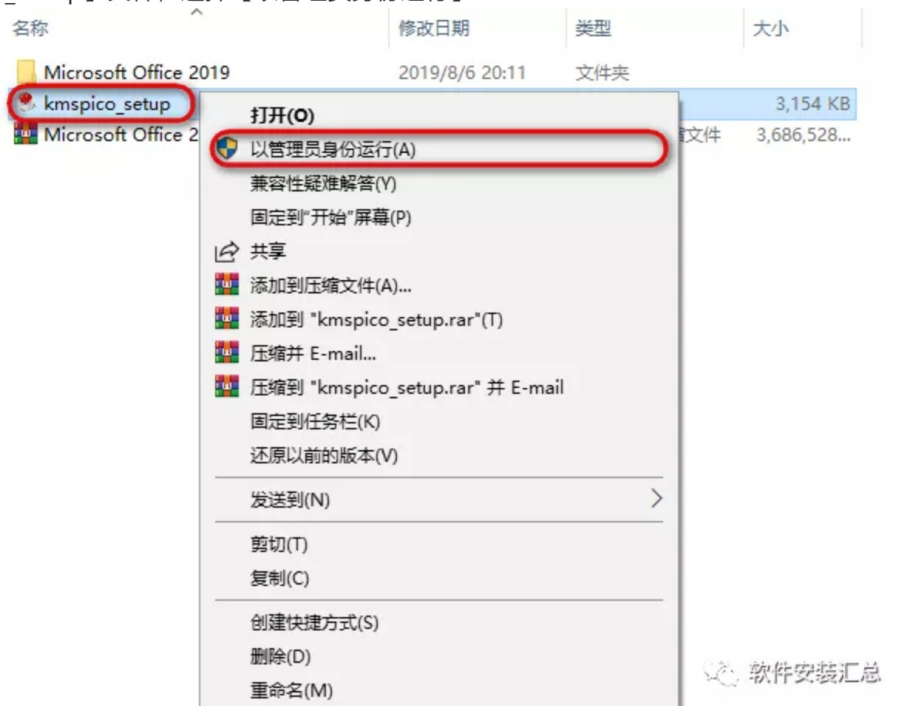 名称 修改日期 类型 大小
Microsoft Office 2019 2019/8/6 20:11 文件夹
kmspico_setup 3,154 KB
Microsoft Office 2 文件 3,686,528...
打开(O)
以管理员身份运行(A)
兼容性疑难解答(Y)
固定到"开始"屏幕(P)
共享
添加到压缩文件(A)...
添加到 "kmspico_setup.rar"(T)
压缩并 E-mail...
压缩到 "kmspico_setup.rar" 并 E-mail
固定到任务栏(K)
还原以前的版本(V)
发送到(N)
剪切(T)
复制(C)
创建快捷方式(S)
删除(D)
重命名(M)
软件安装汇总